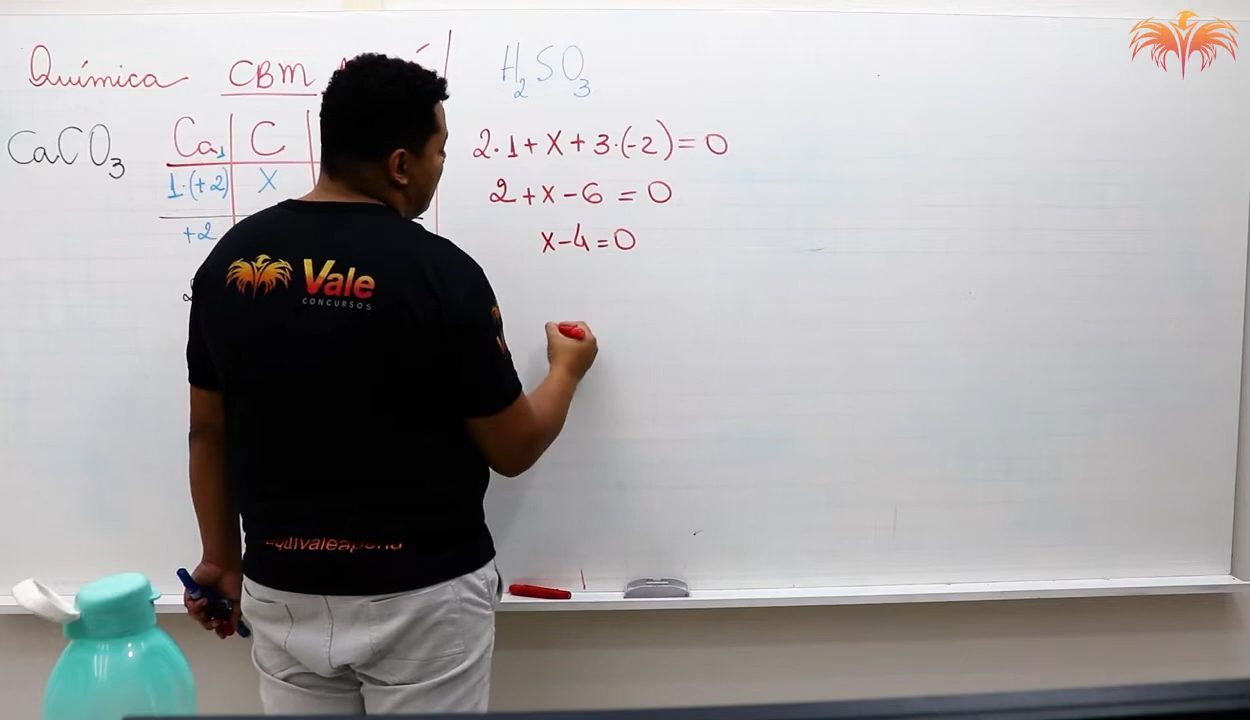 Química CBM
CaCO3
Ca1 C
1·(+2) X
+2
H2SO3
2·1 + X + 3·(-2) = 0
2 + x - 6 = 0
x - 4 = 0
Vale
CONCURSOS